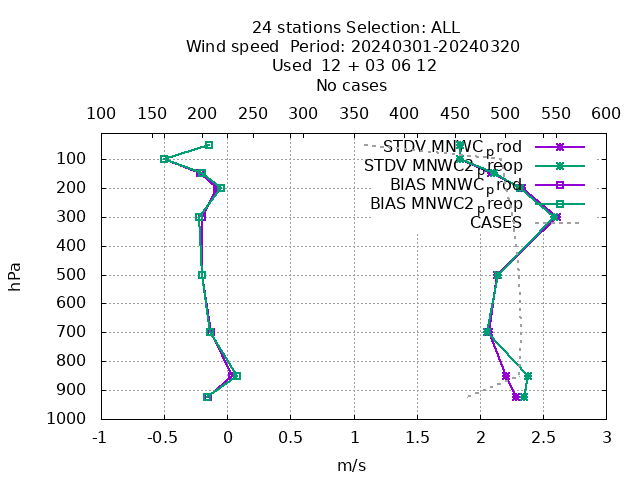 24 stations Selection: ALL
Wind speed  Period: 20240301-20240320
Used  12 + 03 06 12
No cases
100 150 200 250 300 350 400 450 500 550 600
STDV MNWC_prod
STDV MNWC2_preop
BIAS MNWC_prod
BIAS MNWC2_preop
CASES
100
200
300
400
500
600
700
800
900
1000
hPa
-1 -0.5 0 0.5 1 1.5 2 2.5 3
m/s